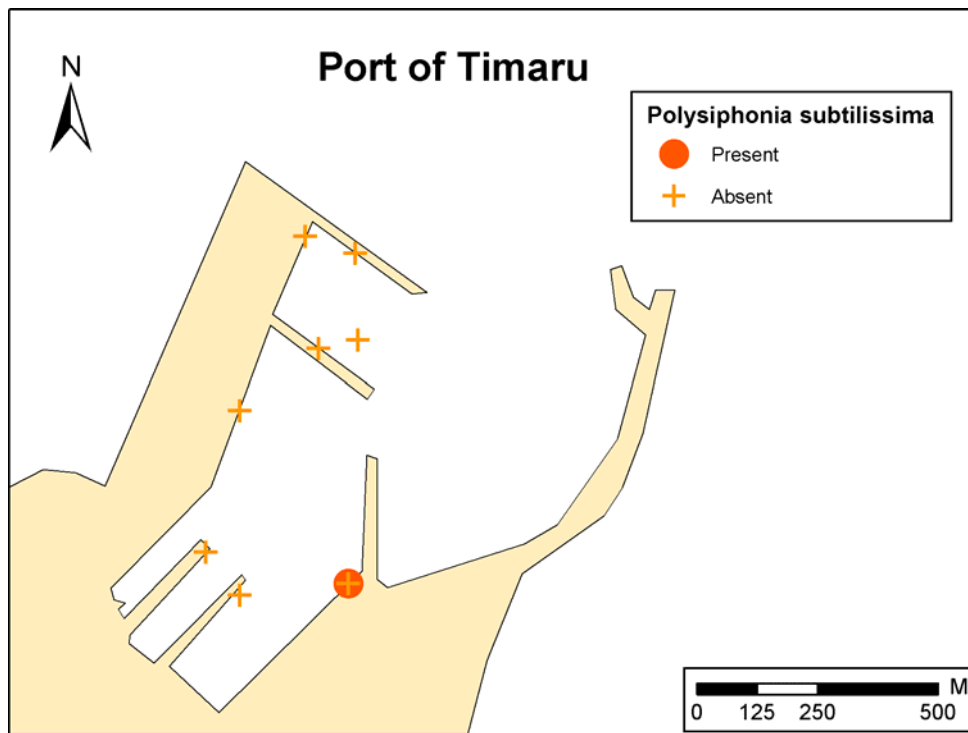 Port of Timaru
N
Polysiphonia subtilissima
Present
Absent
M
0 125 250 500